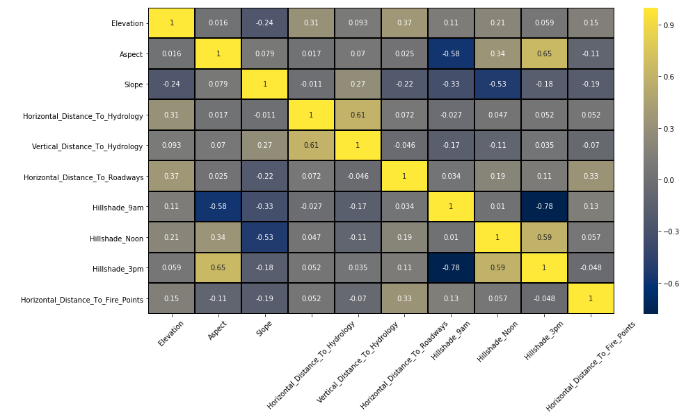 Elevation 1 0.016 -0.24 0.31 0.093 0.37 0.11 0.21 0.059 0.15
Aspect 0.016 1 0.079 0.017 0.07 0.025 -0.58 0.34 0.65 -0.11
Slope -0.24 0.079 1 -0.011 0.27 -0.22 -0.33 -0.53 -0.18 -0.19
Horizontal_Distance_To_Hydrology 0.31 0.017 -0.011 1 0.61 0.072 -0.027 0.047 0.052 0.052
Vertical_Distance_To_Hydrology 0.093 0.07 0.27 0.61 1 -0.046 -0.17 -0.11 0.035 -0.07
Horizontal_Distance_To_Roadways 0.37 0.025 -0.22 0.072 -0.046 1 0.034 0.19 0.11 0.33
Hillshade_9am 0.11 -0.58 -0.33 -0.027 -0.17 0.034 1 0.01 -0.78 0.13
Hillshade_Noon 0.21 0.34 -0.53 0.047 -0.11 0.19 0.01 1 0.59 0.057
Hillshade_3pm 0.059 0.65 -0.18 0.052 0.035 0.11 -0.78 0.59 1 -0.048
Horizontal_Distance_To_Fire_Points 0.15 -0.11 -0.19 0.052 -0.07 0.33 0.13 0.057 -0.048 1
Elevation
Aspect
Slope
Horizontal_Distance_To_Hydrology
Vertical_Distance_To_Hydrology
Horizontal_Distance_To_Roadways
Hillshade_9am
Hillshade_Noon
Hillshade_3pm
Horizontal_Distance_To_Fire_Points
0.9
0.6
0.3
0.0
-0.3
-0.6